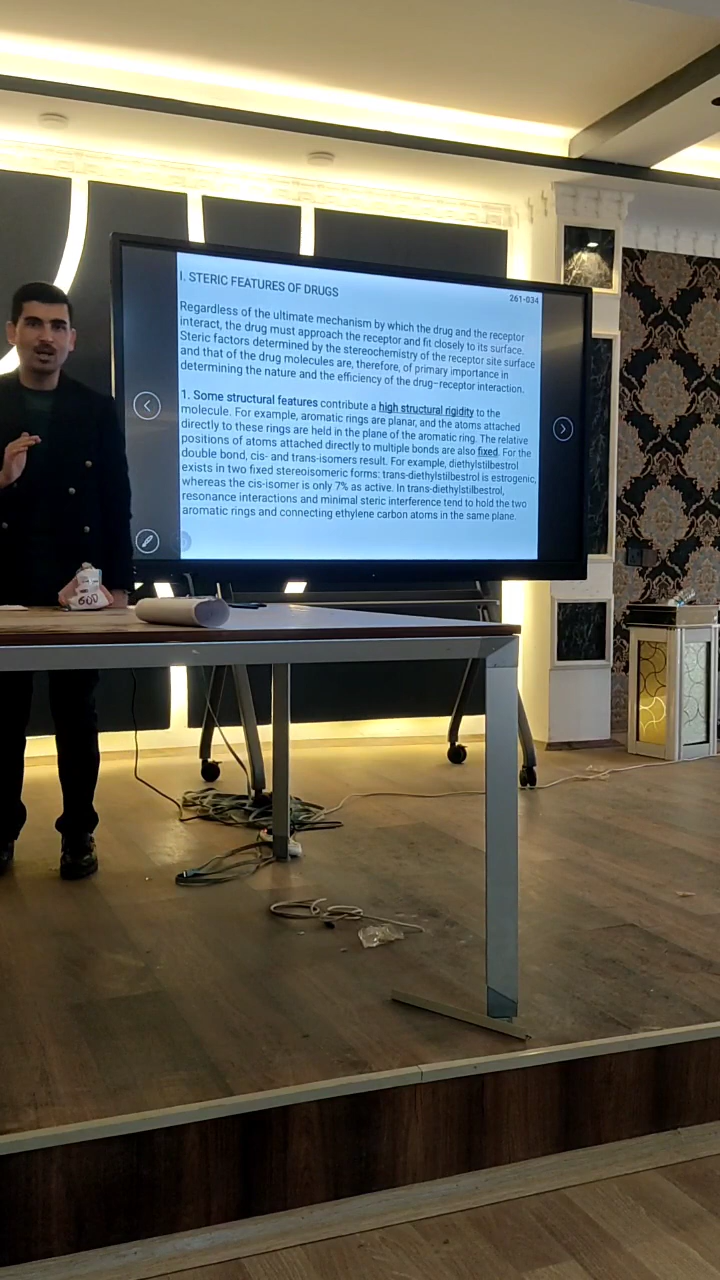 I. STERIC FEATURES OF DRUGS
261-034
Regardless of the ultimate mechanism by which the drug and the receptor
interact, the drug must approach the receptor and fit closely to its surface.
Steric factors determined by the stereochemistry of the receptor site surface
and that of the drug molecules are, therefore, of primary importance in
determining the nature and the efficiency of the drug–receptor interaction.
1. Some structural features contribute a high structural rigidity to the
molecule. For example, aromatic rings are planar, and the atoms attached
directly to these rings are held in the plane of the aromatic ring. The relative
positions of atoms attached directly to multiple bonds are also fixed. For the
double bond, cis- and trans-isomers result. For example, diethylstilbestrol
exists in two fixed stereoisomeric forms: trans-diethylstilbestrol is estrogenic,
whereas the cis-isomer is only 7% as active. In trans-diethylstilbestrol,
resonance interactions and minimal steric interference tend to hold the two
aromatic rings and connecting ethylene carbon atoms in the same plane.
600